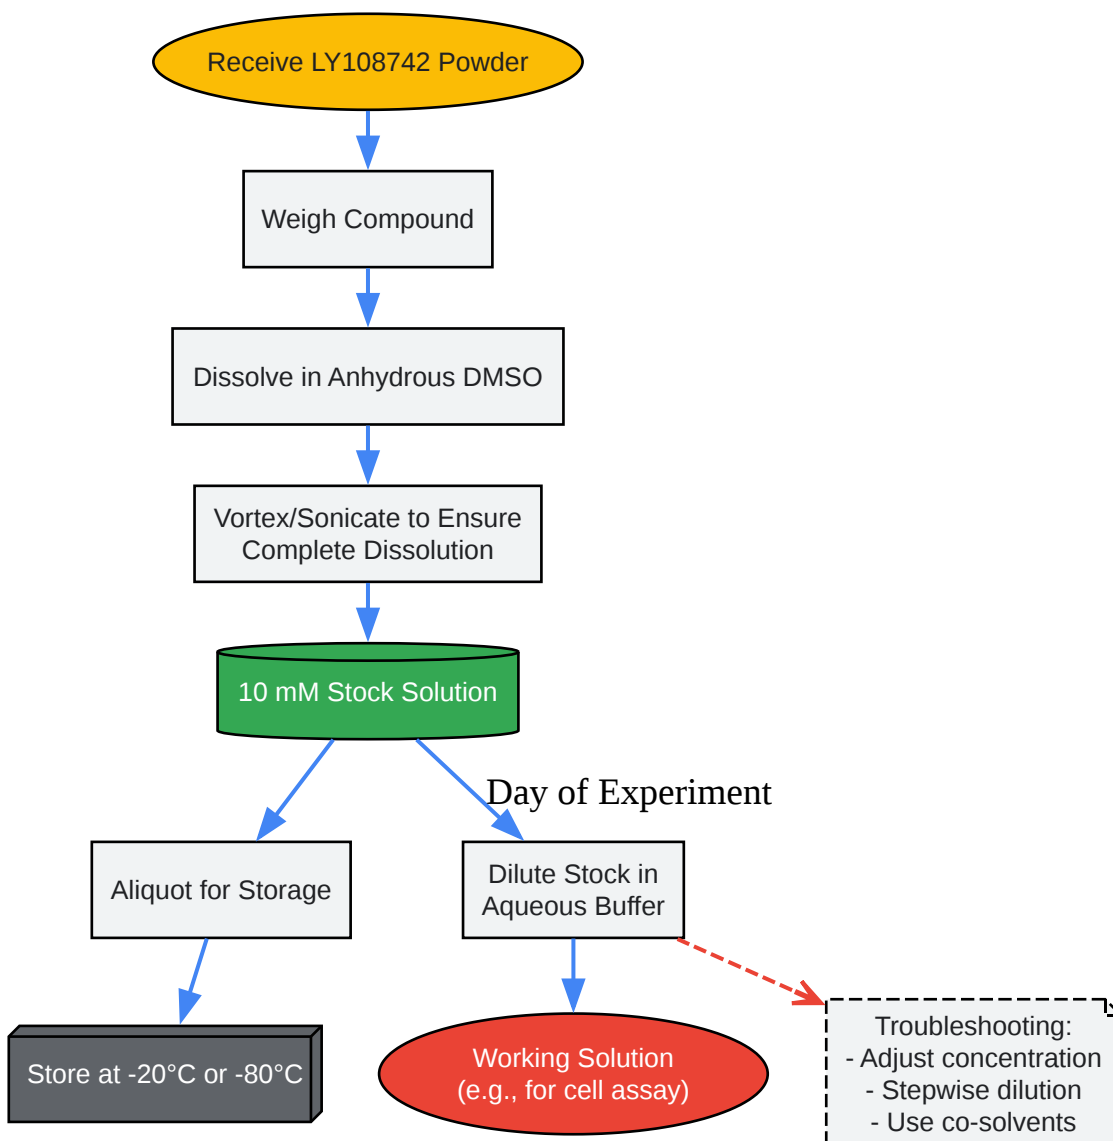 Receive LY108742 Powder
Weigh Compound
Dissolve in Anhydrous DMSO
Vortex/Sonicate to Ensure
Complete Dissolution
10 mM Stock Solution
Day of Experiment
Aliquot for Storage
Dilute Stock in
Aqueous Buffer
Store at -20°C or -80°C
Working Solution
(e.g., for cell assay)
Troubleshooting:
- Adjust concentration
- Stepwise dilution
- Use co-solvents